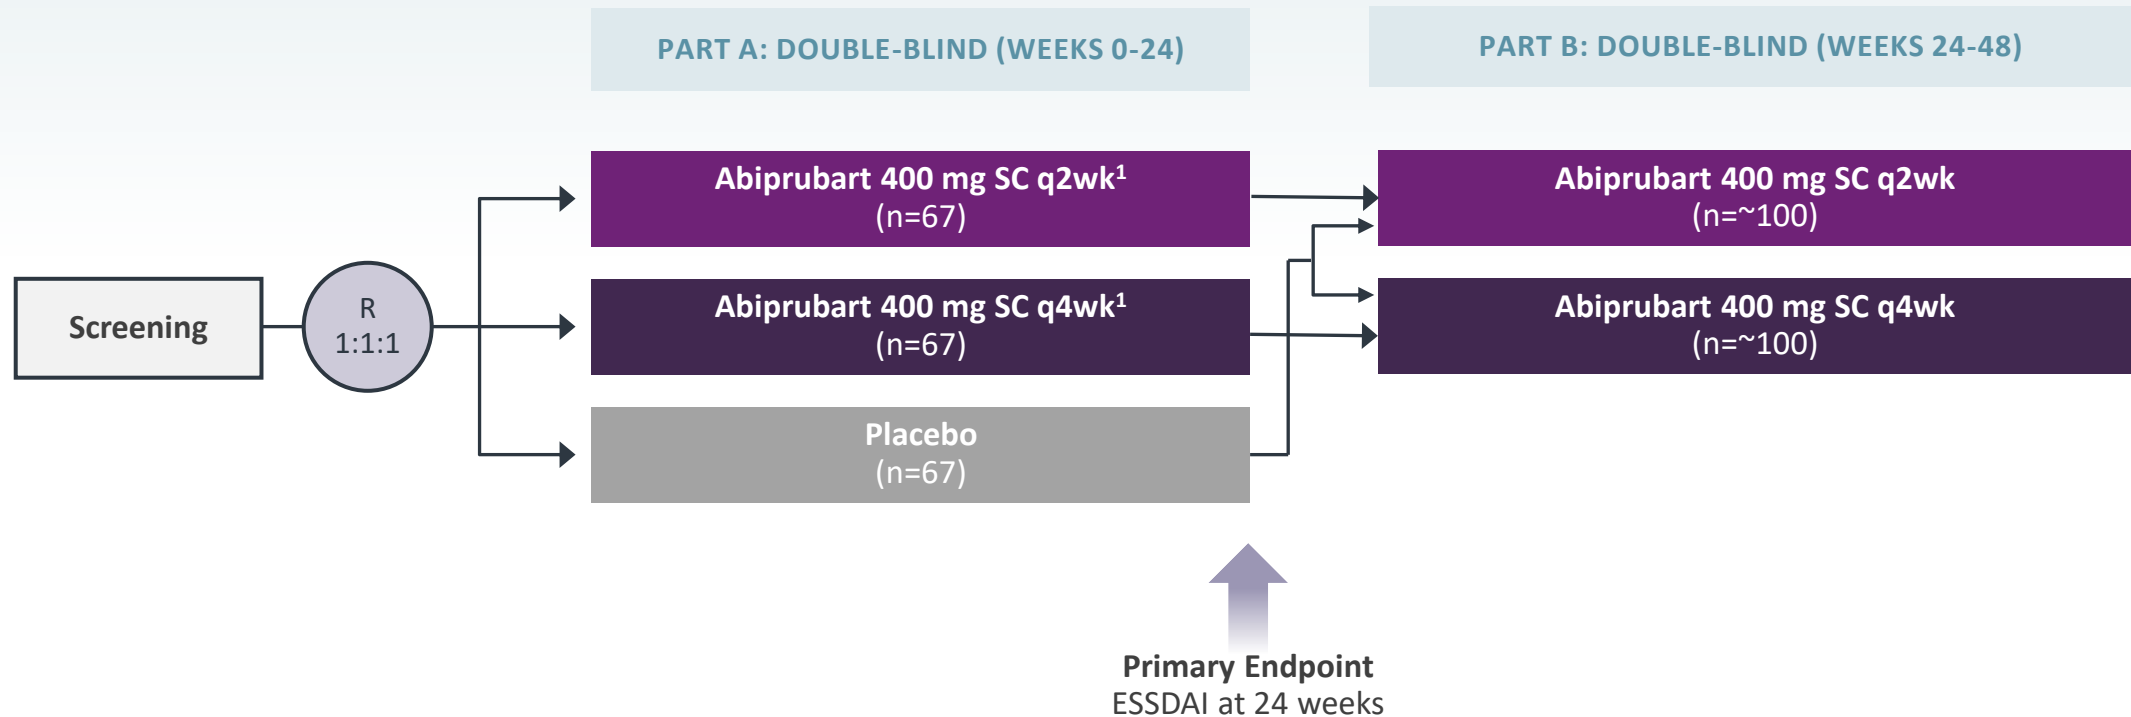 PART A: DOUBLE-BLIND (WEEKS 0-24)
PART B: DOUBLE-BLIND (WEEKS 24-48)
Screening
R
1:1:1
Abiprubart 400 mg SC q2wk¹
(n=67)
Abiprubart 400 mg SC q4wk¹
(n=67)
Placebo
(n=67)
Abiprubart 400 mg SC q2wk
(n=~100)
Abiprubart 400 mg SC q4wk
(n=~100)
Primary Endpoint
ESSDAI at 24 weeks